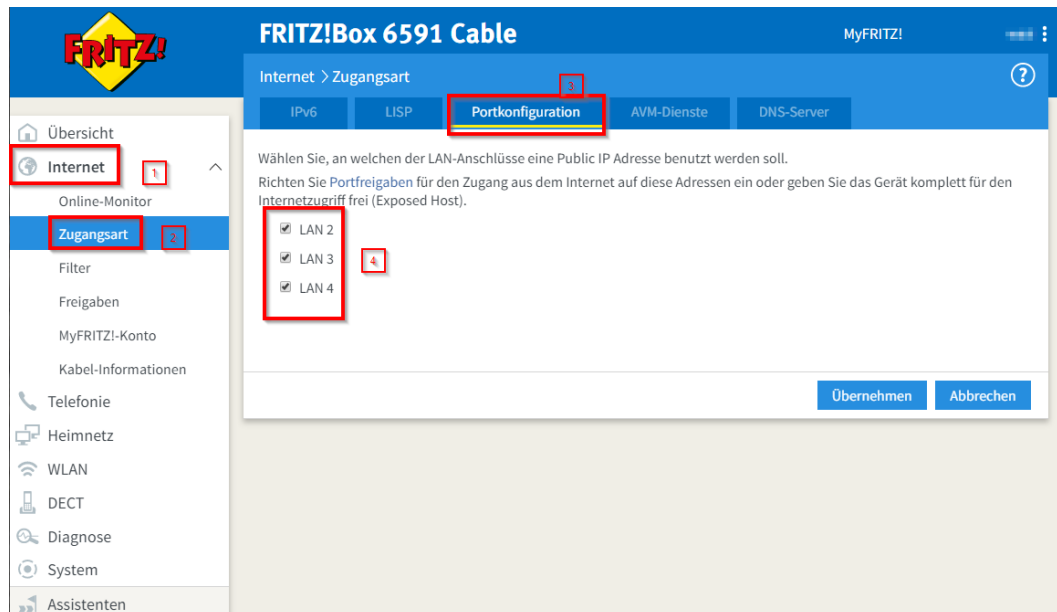 FRITZ!
FRITZ!Box 6591 Cable
MyFRITZ!
Internet > Zugangsart
3
IPv6 LISP Portkonfiguration AVM-Dienste DNS-Server
Übersicht
Internet
1
Online-Monitor
Zugangsart
2
Filter
Freigaben
MyFRITZ!-Konto
Kabel-Informationen
Telefonie
Heimnetz
WLAN
DECT
Diagnose
System
Assistenten
Wählen Sie, an welchen der LAN-Anschlüsse eine Public IP Adresse benutzt werden soll.
Richten Sie Portfreigaben für den Zugang aus dem Internet auf diese Adressen ein oder geben Sie das Gerät komplett für den
Internetzugriff frei (Exposed Host).
LAN 2
LAN 3
4
LAN 4
Übernehmen Abbrechen